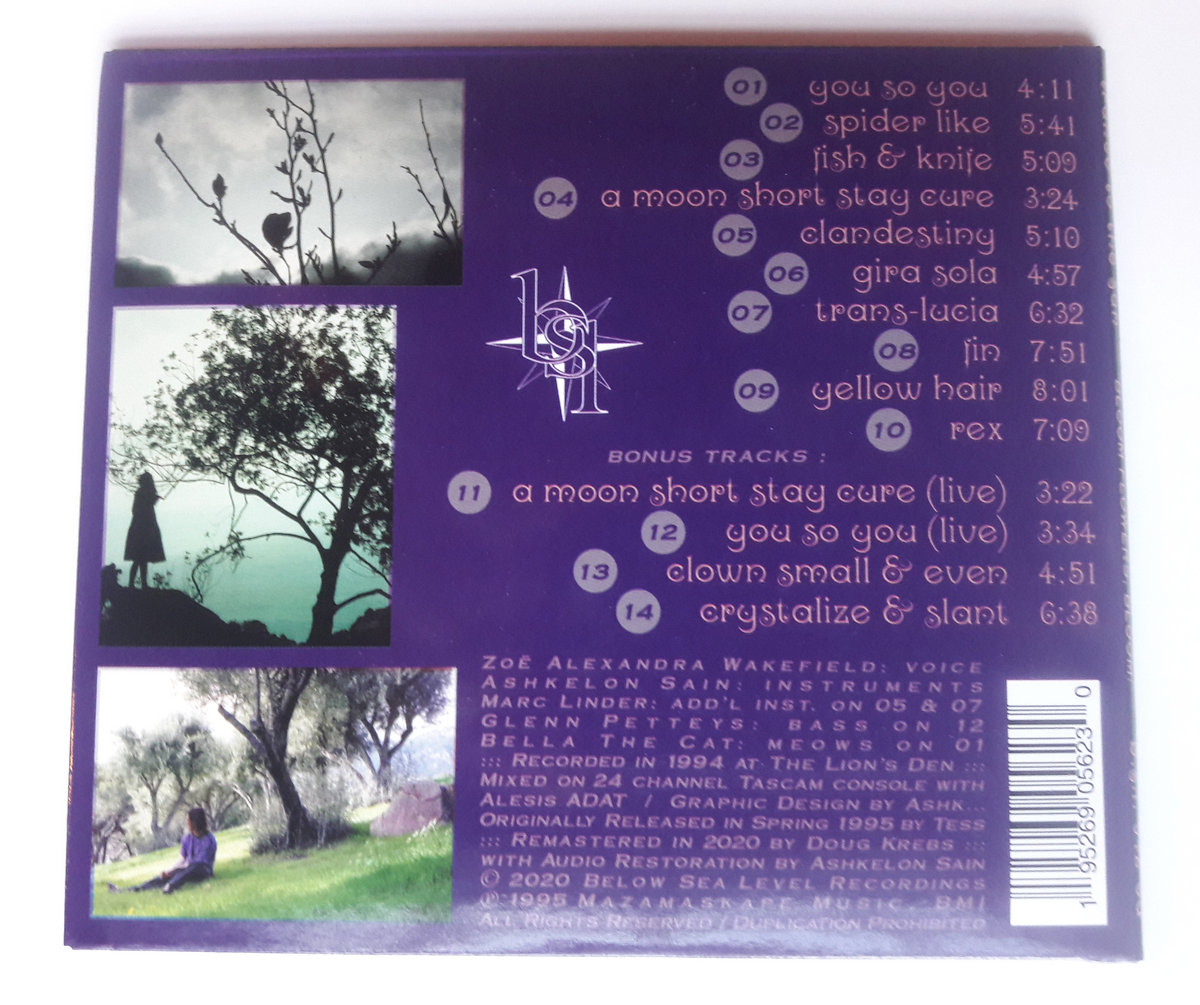 01 you so you 4:11
02 spider like 5:41
03 fish & knife 5:09
04 a moon short stay cure 3:24
05 clandestiny 5:10
06 gira sola 4:57
07 trans-lucia 6:32
08 fin 7:51
09 yellow hair 8:01
10 rex 7:09
bsl
BONUS TRACKS :
11 a moon short stay cure (live) 3:22
12 you so you (live) 3:34
13 clown small & even 4:51
14 crystalize & slant 6:38
ZOË ALEXANDRA WAKEFIELD: VOICE
ASHKELON SAIN: INSTRUMENTS
MARC LINDER: ADD'L INST. ON 05 & 07
GLENN PETTEYS: BASS ON 12
BELLA THE CAT: MEOWS ON 01
::: RECORDED IN 1994 AT THE LION'S DEN :::
MIXED ON 24 CHANNEL TASCAM CONSOLE WITH
ALESIS ADAT / GRAPHIC DESIGN BY ASHK...
ORIGINALLY RELEASED IN SPRING 1995 BY TESS
::: REMASTERED IN 2020 BY DOUG KREBS :::
WITH AUDIO RESTORATION BY ASHKELON SAIN
© 2020 BELOW SEA LEVEL RECORDINGS
℗ 1995 MAZAMASKAPE MUSIC, BMI
ALL RIGHTS RESERVED / DUPLICATION PROHIBITED
1 95269 05623 0